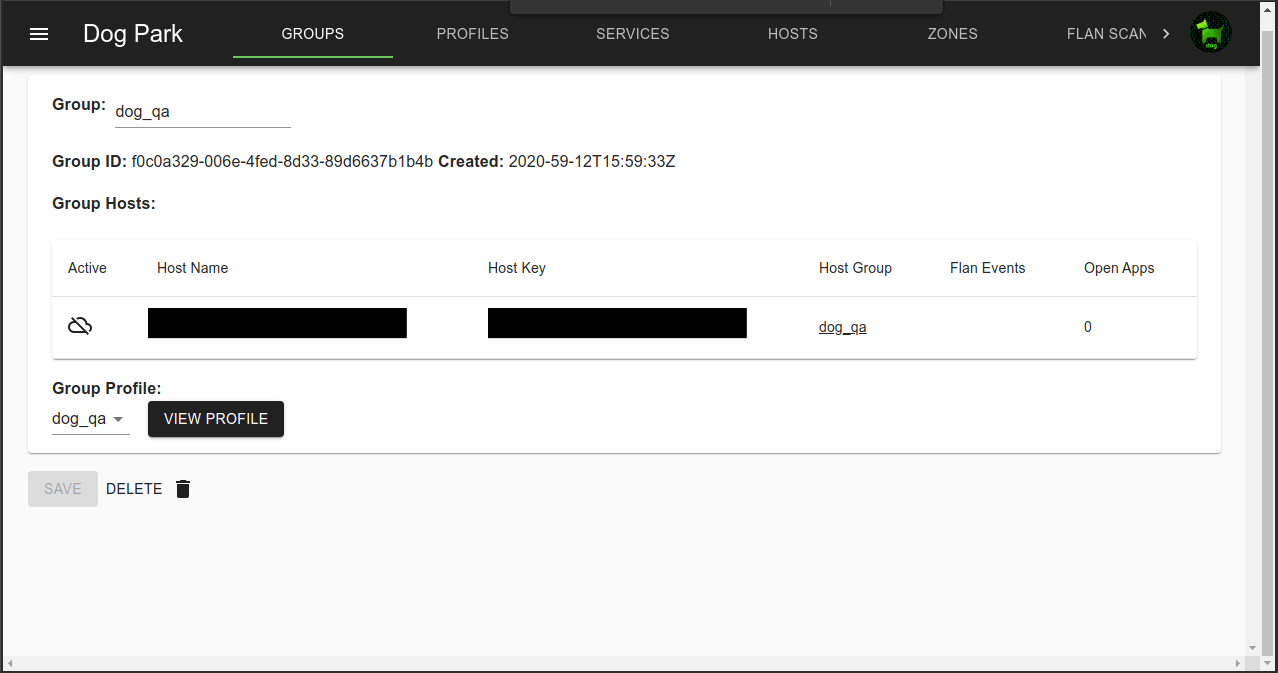 Dog Park GROUPS PROFILES SERVICES HOSTS ZONES FLAN SCAN
dog
Group: dog_qa
Group ID: f0c0a329-006e-4fed-8d33-89d6637b1b4b Created: 2020-59-12T15:59:33Z
Group Hosts:
Active Host Name Host Key Host Group Flan Events Open Apps
dog_qa 0
Group Profile:
dog_qa VIEW PROFILE
SAVE DELETE